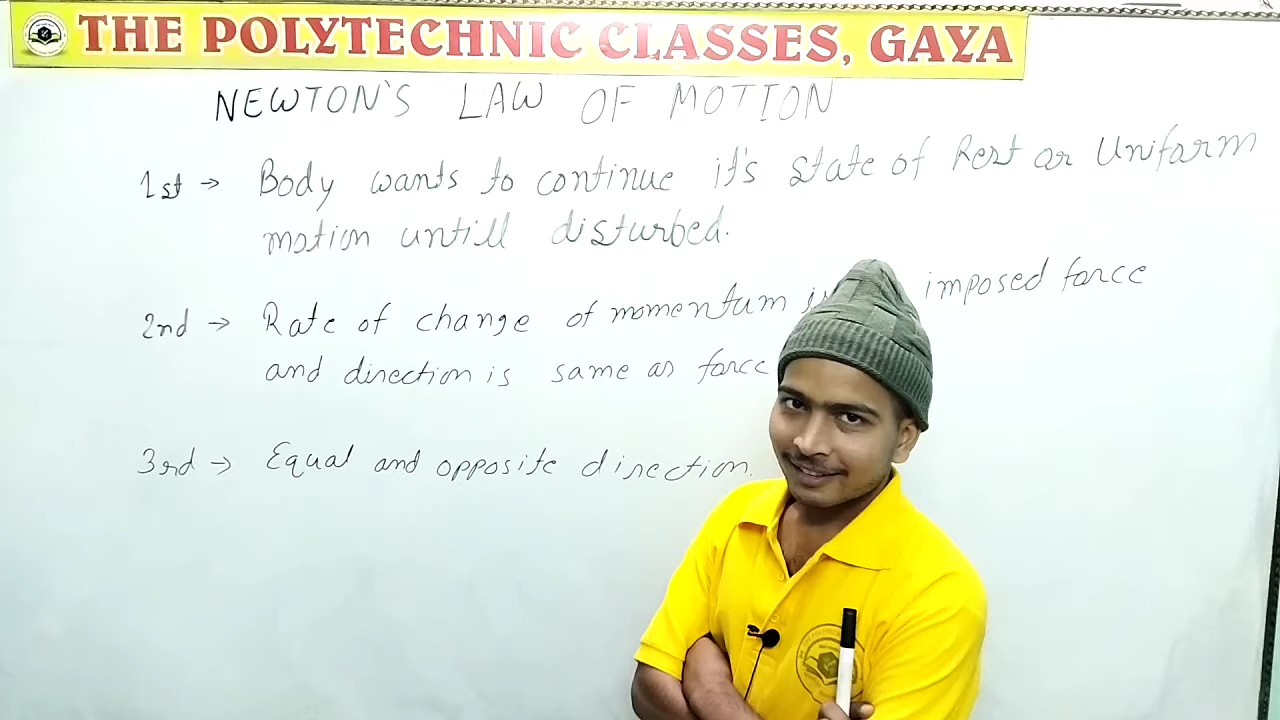 THE POLYTECHNIC CLASSES, GAYA
NEWTON'S LAW OF MOTION
1st → Body wants to continue it's state of Rest or Uniform
motion untill disturbed.
2nd → Rate of change of momentum imposed force
and direction is same as force
3rd → Equal and opposite direction.